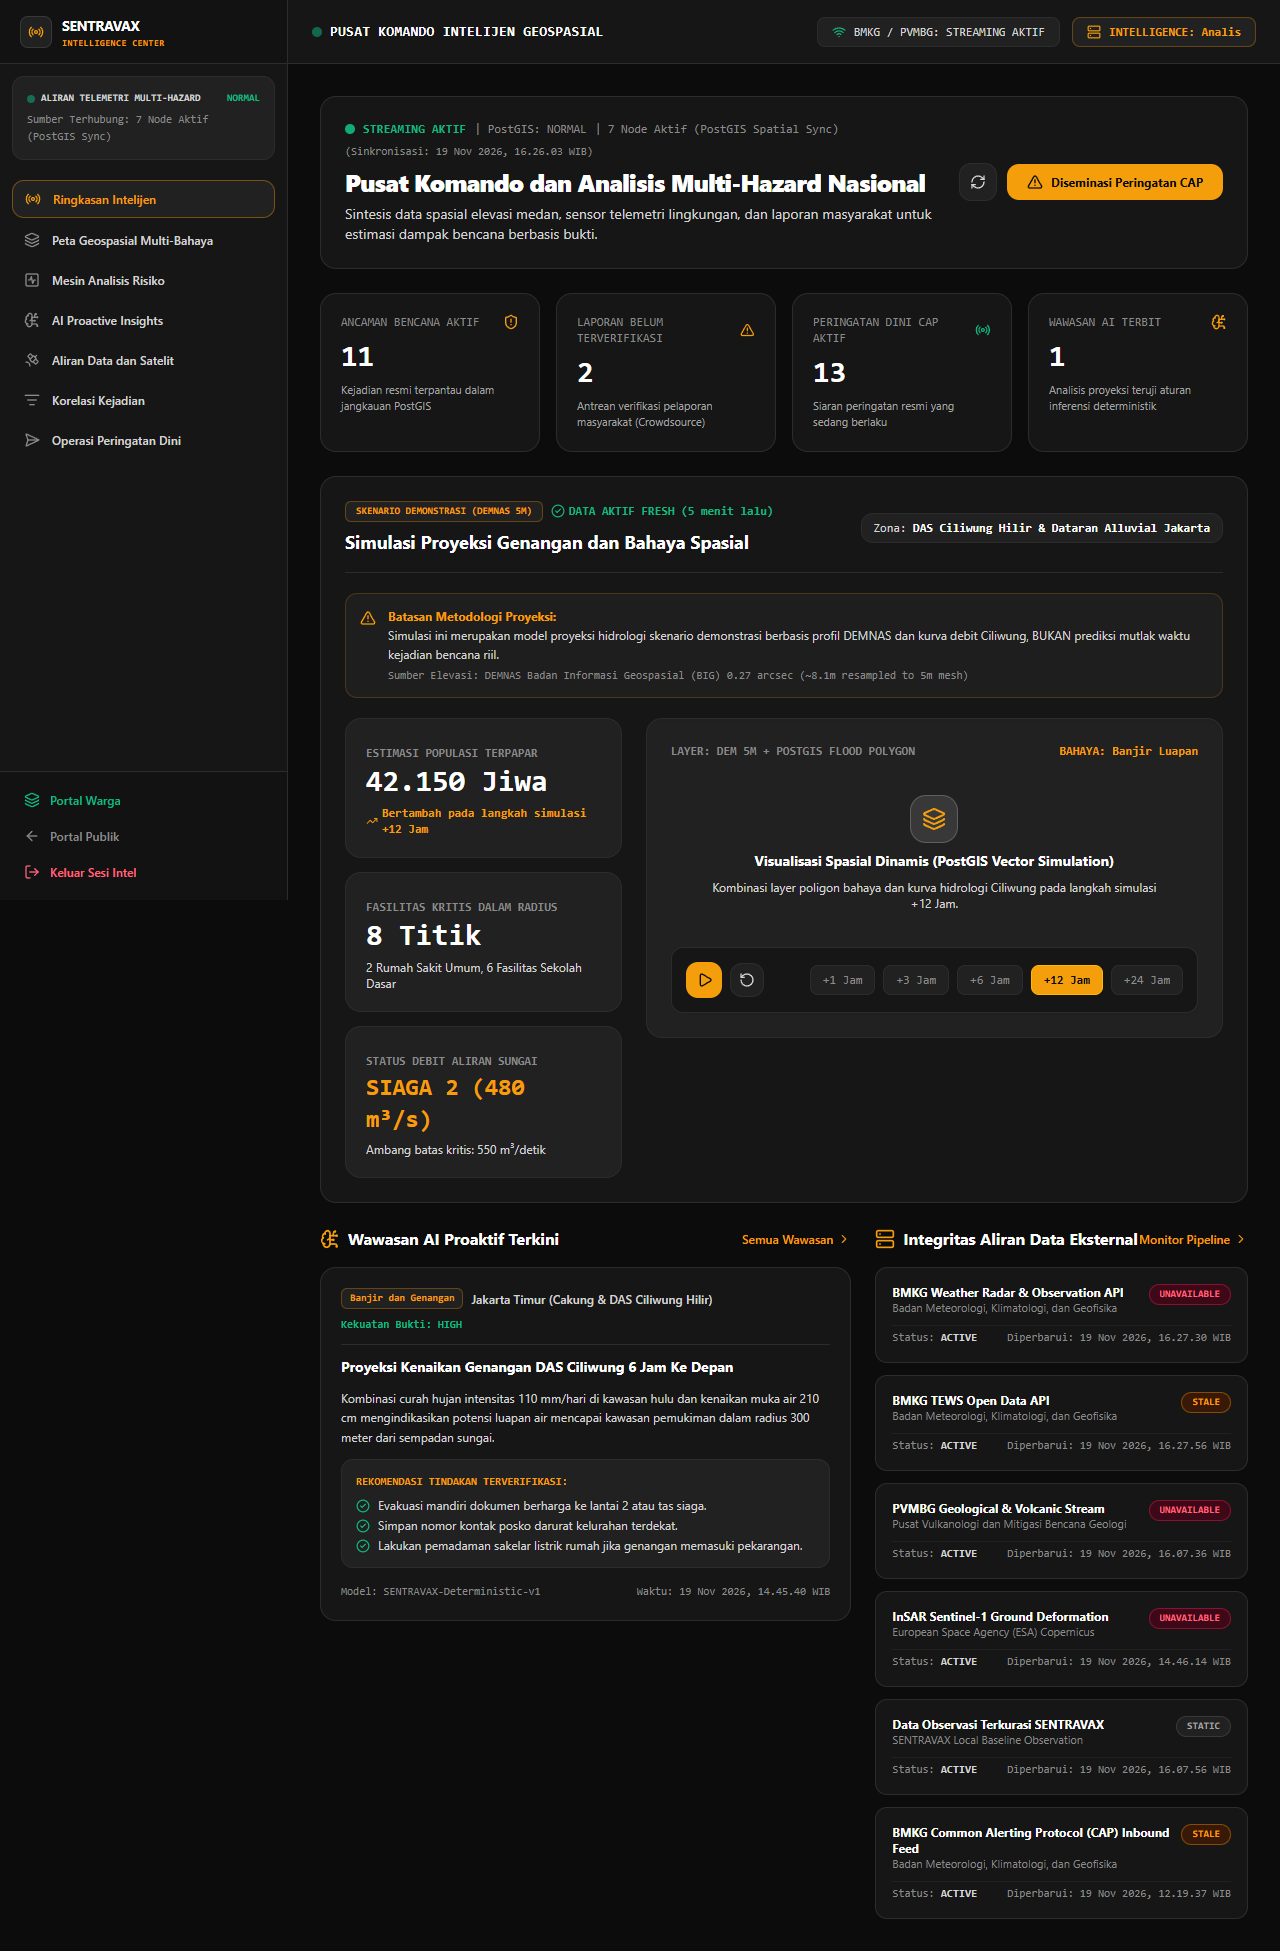 SENTRAVAX
INTELLIGENCE CENTER
PUSAT KOMANDO INTELIJEN GEOSPASIAL
BMKG / PVMBG: STREAMING AKTIF
INTELLIGENCE: Analis
ALIRAN TELEMETRI MULTI-HAZARD
NORMAL
Sumber Terhubung: 7 Node Aktif
(PostGIS Sync)
Ringkasan Intelijen
Peta Geospasial Multi-Bahaya
Mesin Analisis Risiko
AI Proactive Insights
Aliran Data dan Satelit
Korelasi Kejadian
Operasi Peringatan Dini
Portal Warga
Portal Publik
Keluar Sesi Intel
STREAMING AKTIF | PostGIS: NORMAL | 7 Node Aktif (PostGIS Spatial Sync)
(Sinkronisasi: 19 Nov 2026, 16.26.03 WIB)
Pusat Komando dan Analisis Multi-Hazard Nasional
Sintesis data spasial elevasi medan, sensor telemetri lingkungan, dan laporan masyarakat untuk
estimasi dampak bencana berbasis bukti.
Diseminasi Peringatan CAP
ANCAMAN BENCANA AKTIF
11
Kejadian resmi terpantau dalam
jangkauan PostGIS
LAPORAN BELUM
TERVERIFIKASI
2
Antrean verifikasi pelaporan
masyarakat (Crowdsource)
PERINGATAN DINI CAP
AKTIF
13
Siaran peringatan resmi yang
sedang berlaku
WAWASAN AI TERBIT
1
Analisis proyeksi teruji aturan
inferensi deterministik
SKENARIO DEMONSTRASI (DEMNAS 5M)
DATA AKTIF FRESH (5 menit lalu)
Simulasi Proyeksi Genangan dan Bahaya Spasial
Zona: DAS Ciliwung Hilir & Dataran Alluvial Jakarta
Batasan Metodologi Proyeksi:
Simulasi ini merupakan model proyeksi hidrologi skenario demonstrasi berbasis profil DEMNAS dan kurva debit Ciliwung, BUKAN prediksi mutlak waktu
kejadian bencana riil.
Sumber Elevasi: DEMNAS Badan Informasi Geospasial (BIG) 0.27 arcsec (~8.1m resampled to 5m mesh)
ESTIMASI POPULASI TERPAPAR
42.150 Jiwa
Bertambah pada langkah simulasi
+12 Jam
FASILITAS KRITIS DALAM RADIUS
8 Titik
2 Rumah Sakit Umum, 6 Fasilitas Sekolah
Dasar
STATUS DEBIT ALIRAN SUNGAI
SIAGA 2 (480
m³/s)
Ambang batas kritis: 550 m³/detik
LAYER: DEM 5M + POSTGIS FLOOD POLYGON
BAHAYA: Banjir Luapan
Visualisasi Spasial Dinamis (PostGIS Vector Simulation)
Kombinasi layer poligon bahaya dan kurva hidrologi Ciliwung pada langkah simulasi
+12 Jam.
+1 Jam
+3 Jam
+6 Jam
+12 Jam
+24 Jam
Wawasan AI Proaktif Terkini
Semua Wawasan
Banjir dan Genangan
Jakarta Timur (Cakung & DAS Ciliwung Hilir)
Kekuatan Bukti: HIGH
Proyeksi Kenaikan Genangan DAS Ciliwung 6 Jam Ke Depan
Kombinasi curah hujan intensitas 110 mm/hari di kawasan hulu dan kenaikan muka air 210
cm mengindikasikan potensi luapan air mencapai kawasan pemukiman dalam radius 300
meter dari sempadan sungai.
REKOMENDASI TINDAKAN TERVERIFIKASI:
Evakuasi mandiri dokumen berharga ke lantai 2 atau tas siaga.
Simpan nomor kontak posko darurat kelurahan terdekat.
Lakukan pemadaman sakelar listrik rumah jika genangan memasuki pekarangan.
Model: SENTRAVAX-Deterministic-v1
Waktu: 19 Nov 2026, 14.45.40 WIB
Integritas Aliran Data Eksternal
Monitor Pipeline
BMKG Weather Radar & Observation API
UNAVAILABLE
Badan Meteorologi, Klimatologi, dan Geofisika
Status: ACTIVE
Diperbarui: 19 Nov 2026, 16.27.30 WIB
BMKG TEWS Open Data API
STALE
Badan Meteorologi, Klimatologi, dan Geofisika
Status: ACTIVE
Diperbarui: 19 Nov 2026, 16.27.56 WIB
PVMBG Geological & Volcanic Stream
UNAVAILABLE
Pusat Vulkanologi dan Mitigasi Bencana Geologi
Status: ACTIVE
Diperbarui: 19 Nov 2026, 16.07.36 WIB
InSAR Sentinel-1 Ground Deformation
UNAVAILABLE
European Space Agency (ESA) Copernicus
Status: ACTIVE
Diperbarui: 19 Nov 2026, 14.46.14 WIB
Data Observasi Terkurasi SENTRAVAX
STATIC
SENTRAVAX Local Baseline Observation
Status: ACTIVE
Diperbarui: 19 Nov 2026, 16.07.56 WIB
BMKG Common Alerting Protocol (CAP) Inbound
Feed
STALE
Badan Meteorologi, Klimatologi, dan Geofisika
Status: ACTIVE
Diperbarui: 19 Nov 2026, 12.19.37 WIB